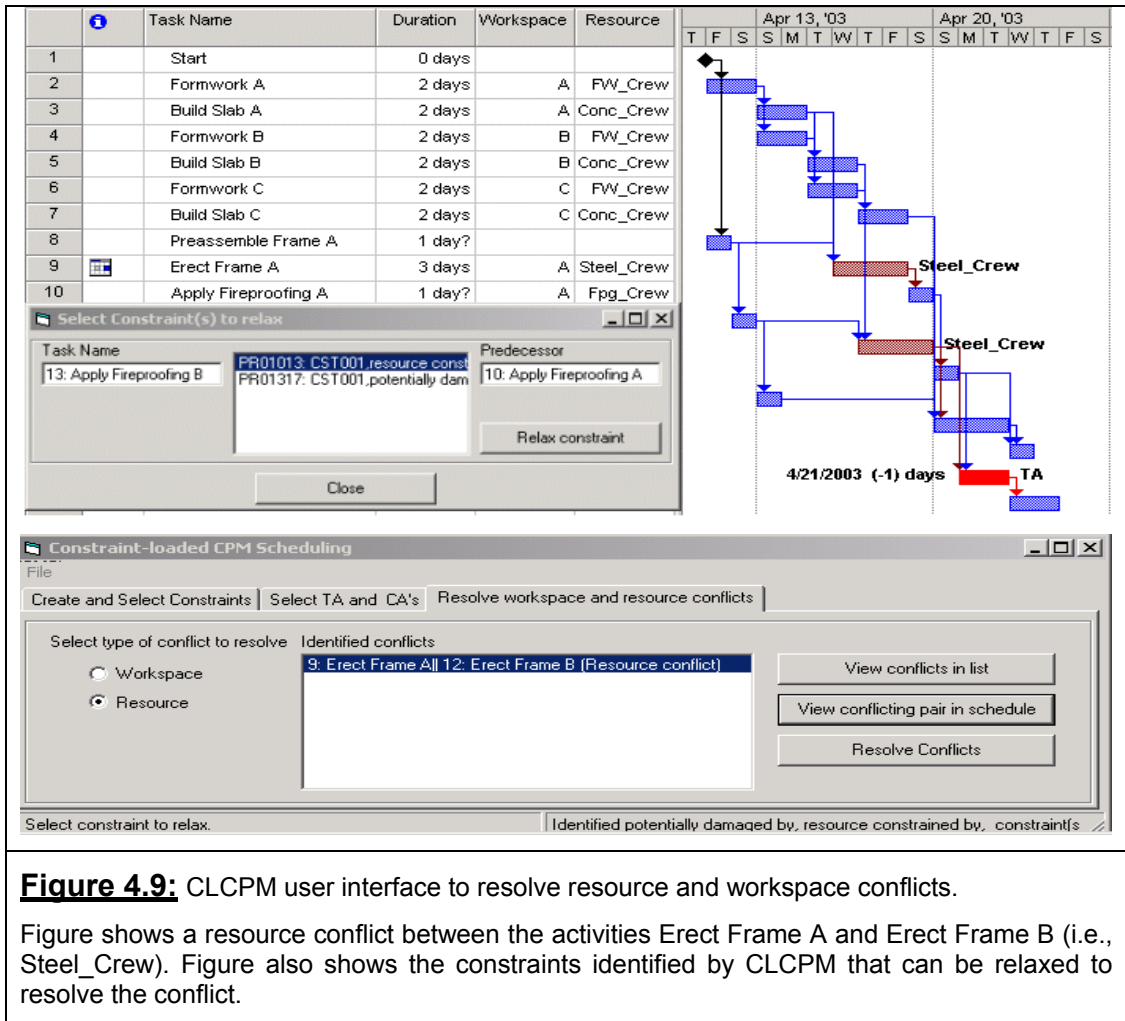 Task Name Duration Workspace Resource Apr 13, '03 Apr 20, '03
T F S S M T W T F S S M T W T F S
1 Start 0 days
2 Formwork A 2 days A FW_Crew
3 Build Slab A 2 days A Conc_Crew
4 Formwork B 2 days B FW_Crew
5 Build Slab B 2 days B Conc_Crew
6 Formwork C 2 days C FW_Crew
7 Build Slab C 2 days C Conc_Crew
8 Preassemble Frame A 1 day?
9 Erect Frame A 3 days A Steel_Crew
10 Apply Fireproofing A 1 day? A Fpg_Crew
Steel_Crew
Steel_Crew
4/21/2003 (-1) days TA
Select Constraint(s) to relax
Task Name Predecessor
13: Apply Fireproofing B PR01013: CST001,resource const 10: Apply Fireproofing A
PR01317: CST001,potentially dam
Relax constraint
Close
Constraint-loaded CPM Scheduling
File
Create and Select Constraints Select TA and CA's Resolve workspace and resource conflicts
Select type of conflict to resolve Identified conflicts
Workspace
Resource
9: Erect Frame A|| 12: Erect Frame B (Resource conflict)
View conflicts in list
View conflicting pair in schedule
Resolve Conflicts
Select constraint to relax. Identified potentially damaged by, resource constrained by, constraint(s
Figure 4.9: CLCPM user interface to resolve resource and workspace conflicts.
Figure shows a resource conflict between the activities Erect Frame A and Erect Frame B (i.e.,
Steel_Crew). Figure also shows the constraints identified by CLCPM that can be relaxed to
resolve the conflict.